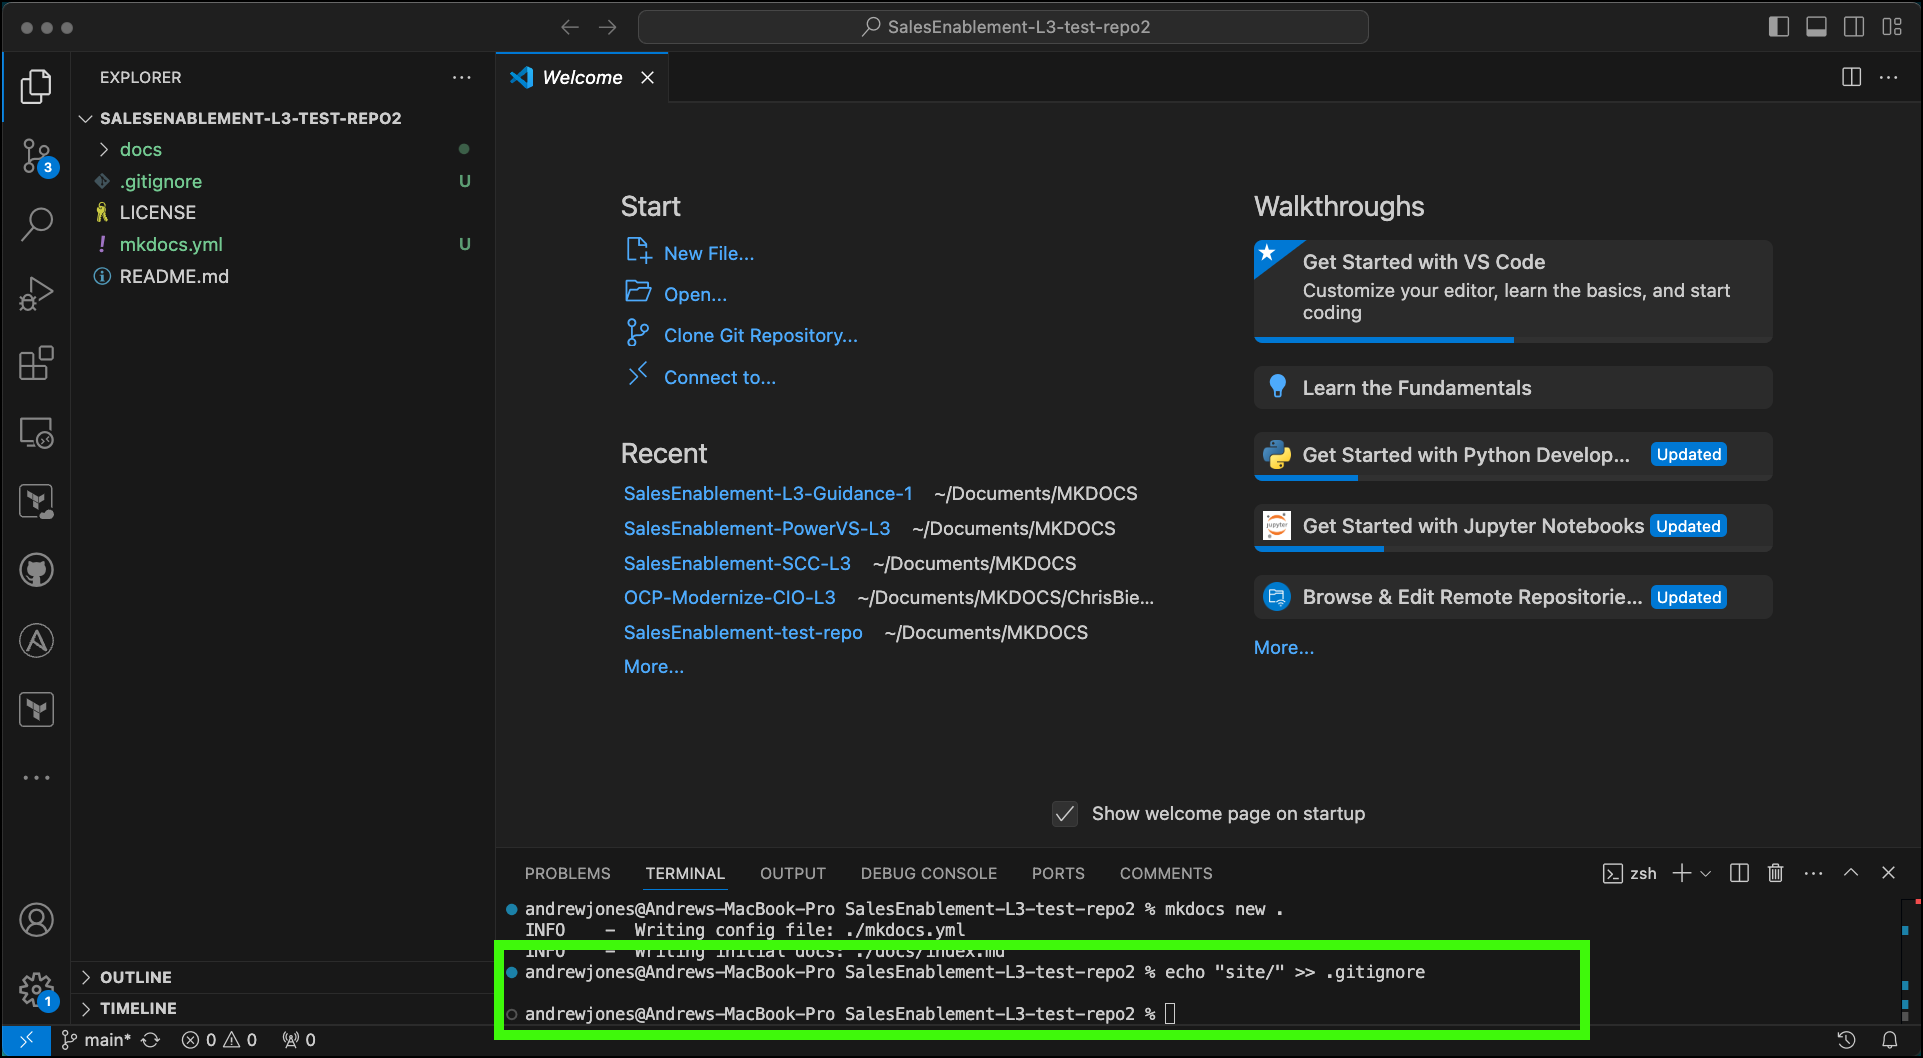 SalesEnablement-L3-test-repo2
EXPLORER
SALESENABLEMENT-L3-TEST-REPO2
docs
.gitignore U
LICENSE
mkdocs.yml U
README.md
3
Welcome
Start
New File...
Open...
Clone Git Repository...
Connect to...
Recent
SalesEnablement-L3-Guidance-1 ~/Documents/MKDOCS
SalesEnablement-PowerVS-L3 ~/Documents/MKDOCS
SalesEnablement-SCC-L3 ~/Documents/MKDOCS
OCP-Modernize-CIO-L3 ~/Documents/MKDOCS/ChrisBie...
SalesEnablement-test-repo ~/Documents/MKDOCS
More...
Walkthroughs
Get Started with VS Code
Customize your editor, learn the basics, and start
coding
Learn the Fundamentals
Get Started with Python Develop... Updated
jupyter
Get Started with Jupyter Notebooks Updated
Browse & Edit Remote Repositorie... Updated
More...
Show welcome page on startup
PROBLEMS TERMINAL OUTPUT DEBUG CONSOLE PORTS COMMENTS
zsh
andrewjones@Andrews-MacBook-Pro SalesEnablement-L3-test-repo2 % mkdocs new .
INFO - Writing config file: ./mkdocs.yml
INFO - Writing initial docs: ./docs/index.md
andrewjones@Andrews-MacBook-Pro SalesEnablement-L3-test-repo2 % echo "site/" >> .gitignore
andrewjones@Andrews-MacBook-Pro SalesEnablement-L3-test-repo2 %
OUTLINE
TIMELINE
1
main* 0 0 0